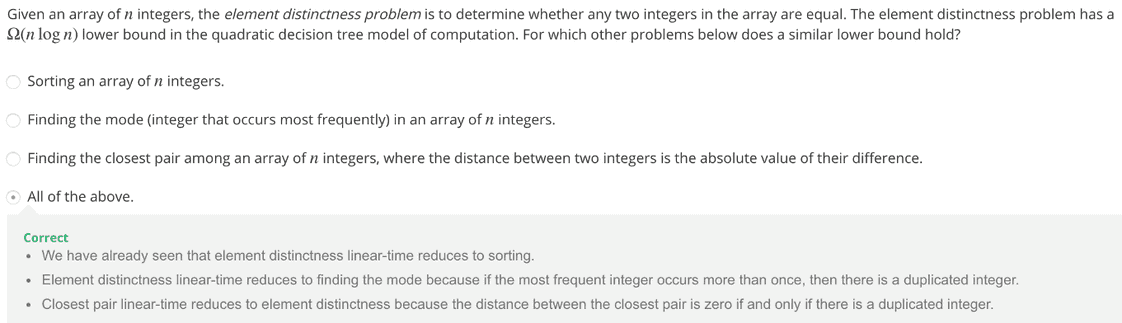 Given an array of n integers, the element distinctness problem is to determine whether any two integers in the array are equal. The element distinctness problem has a
Ω(n log n) lower bound in the quadratic decision tree model of computation. For which other problems below does a similar lower bound hold?
Sorting an array of n integers.
Finding the mode (integer that occurs most frequently) in an array of n integers.
Finding the closest pair among an array of n integers, where the distance between two integers is the absolute value of their difference.
All of the above.
Correct
• We have already seen that element distinctness linear-time reduces to sorting.
• Element distinctness linear-time reduces to finding the mode because if the most frequent integer occurs more than once, then there is a duplicated integer.
• Closest pair linear-time reduces to element distinctness because the distance between the closest pair is zero if and only if there is a duplicated integer.